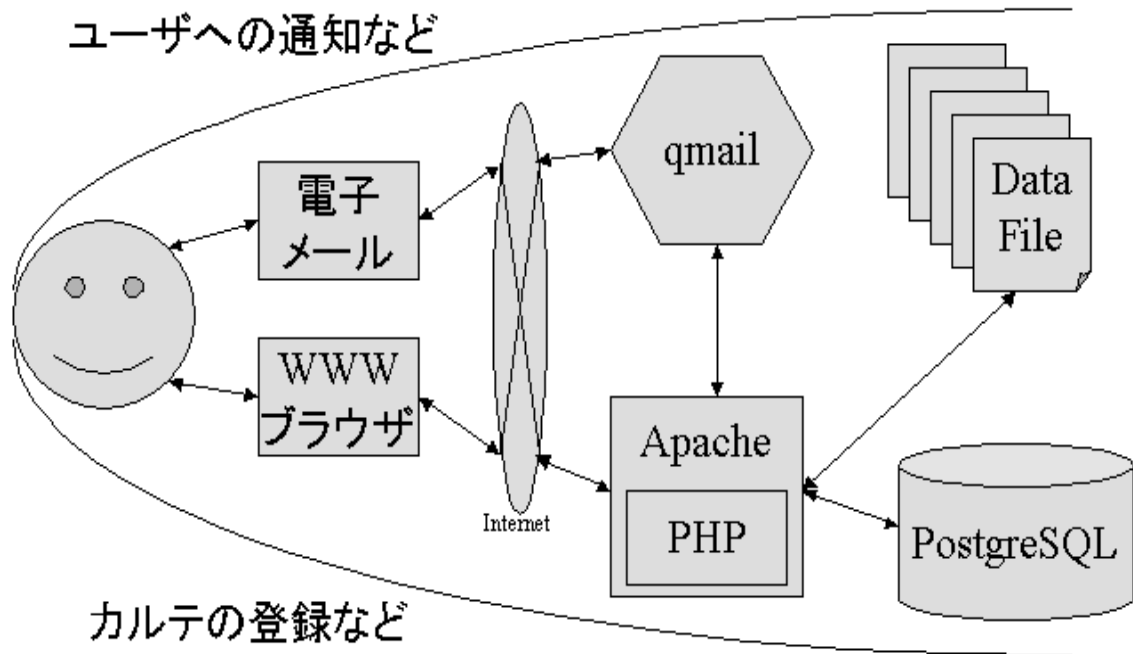 ユーザへの通知など
電子
メール
WWW
ブラウザ
Internet
qmail
Apache
PHP
Data
File
PostgreSQL
カルテの登録など